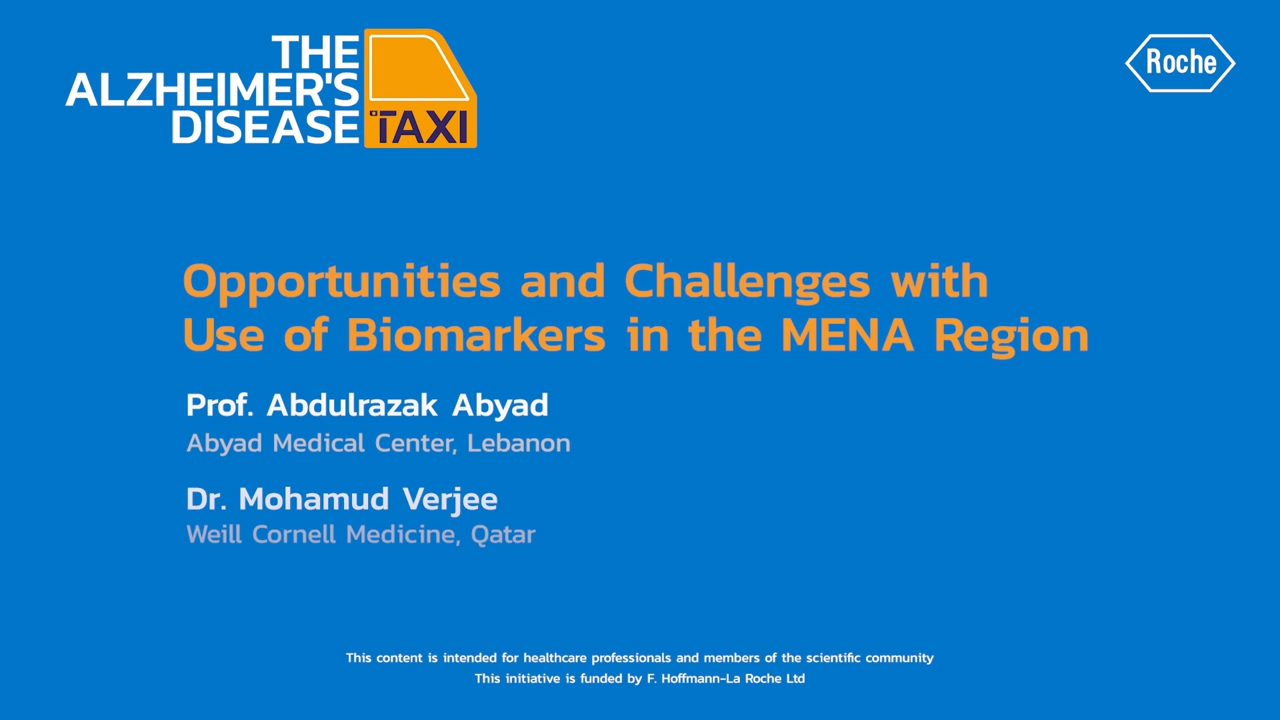 THE
ALZHEIMER'S
DISEASE
TAXI
Roche
Opportunities and Challenges with
Use of Biomarkers in the MENA Region
Prof. Abdulrazak Abyad
Abyad Medical Center, Lebanon
Dr. Mohamud Verjee
Weill Cornell Medicine, Qatar
This content is intended for healthcare professionals and members of the scientific community
This initiative is funded by F. Hoffmann-La Roche Ltd